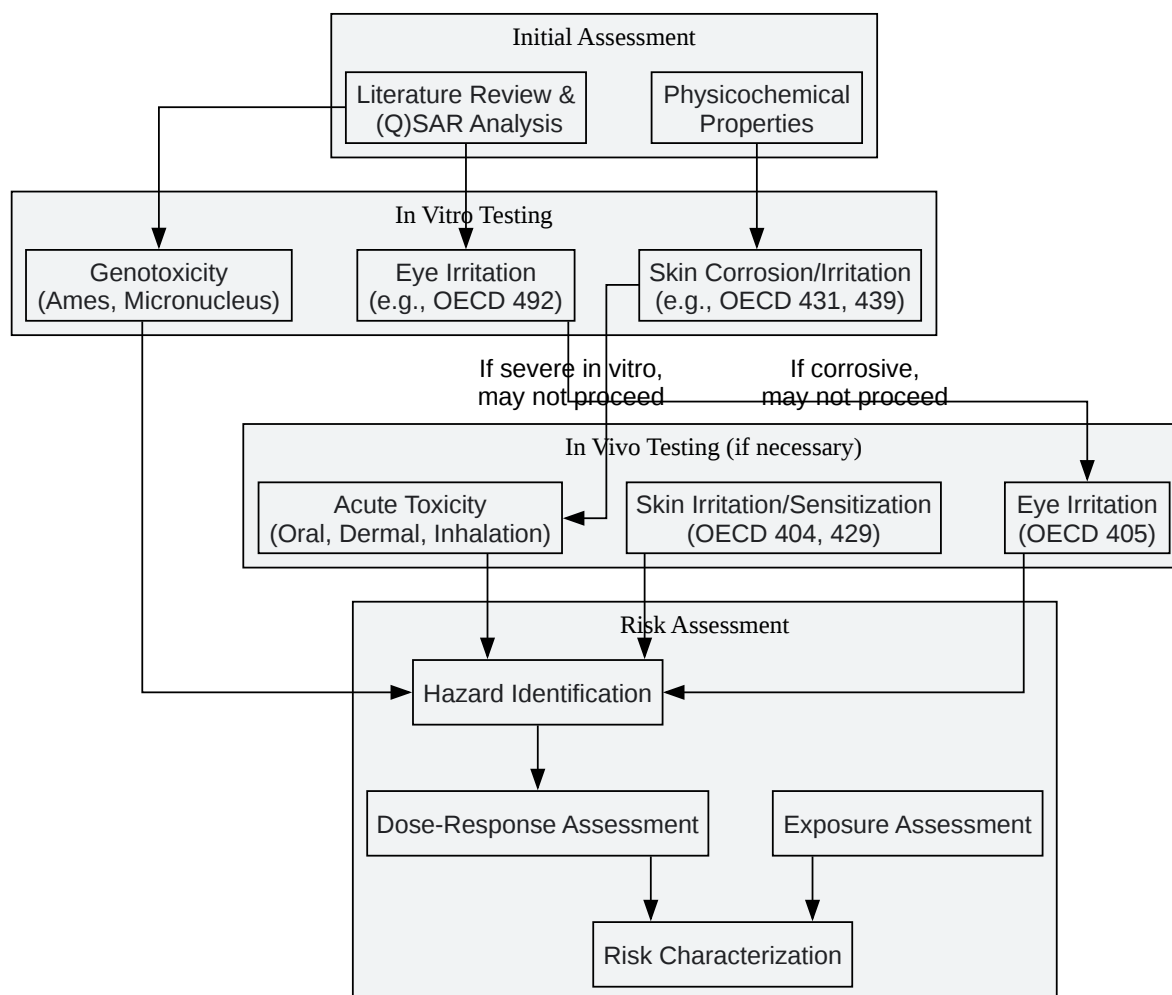 Initial Assessment
Literature Review &
(Q)SAR Analysis
Physicochemical
Properties
In Vitro Testing
Genotoxicity
(Ames, Micronucleus)
Eye Irritation
(e.g., OECD 492)
Skin Corrosion/Irritation
(e.g., OECD 431, 439)
If severe in vitro,
may not proceed
If corrosive,
may not proceed
In Vivo Testing (if necessary)
Acute Toxicity
(Oral, Dermal, Inhalation)
Skin Irritation/Sensitization
(OECD 404, 429)
Eye Irritation
(OECD 405)
Risk Assessment
Hazard Identification
Dose-Response Assessment
Exposure Assessment
Risk Characterization